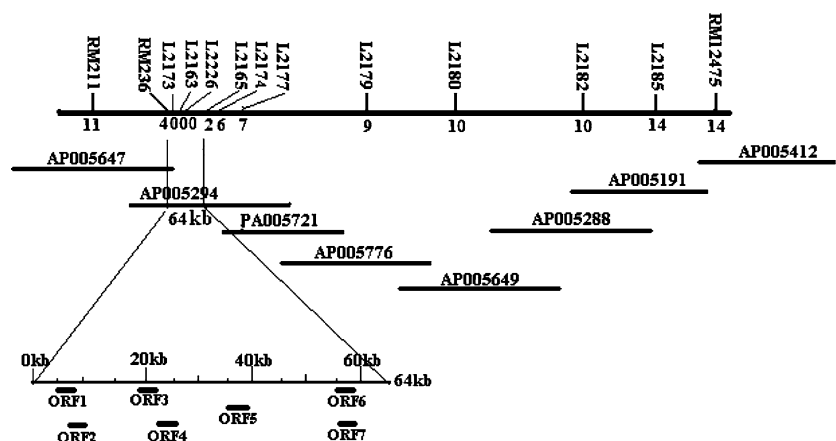 RM211 RM236 L2173 L2163 L2226 L2165 L2174 L2177 L2179 L2180 L2182 L2185 RM12475
11 4000 2 6 7 9 10 10 14 14
AP005647 AP005412
AP005294 AP005191
64kb PA005721 AP005288
AP005776
AP005649
0kb 20kb 40kb 60kb
64kb
ORF1 ORF3 ORF6
ORF5
ORF2 ORF4 ORF7